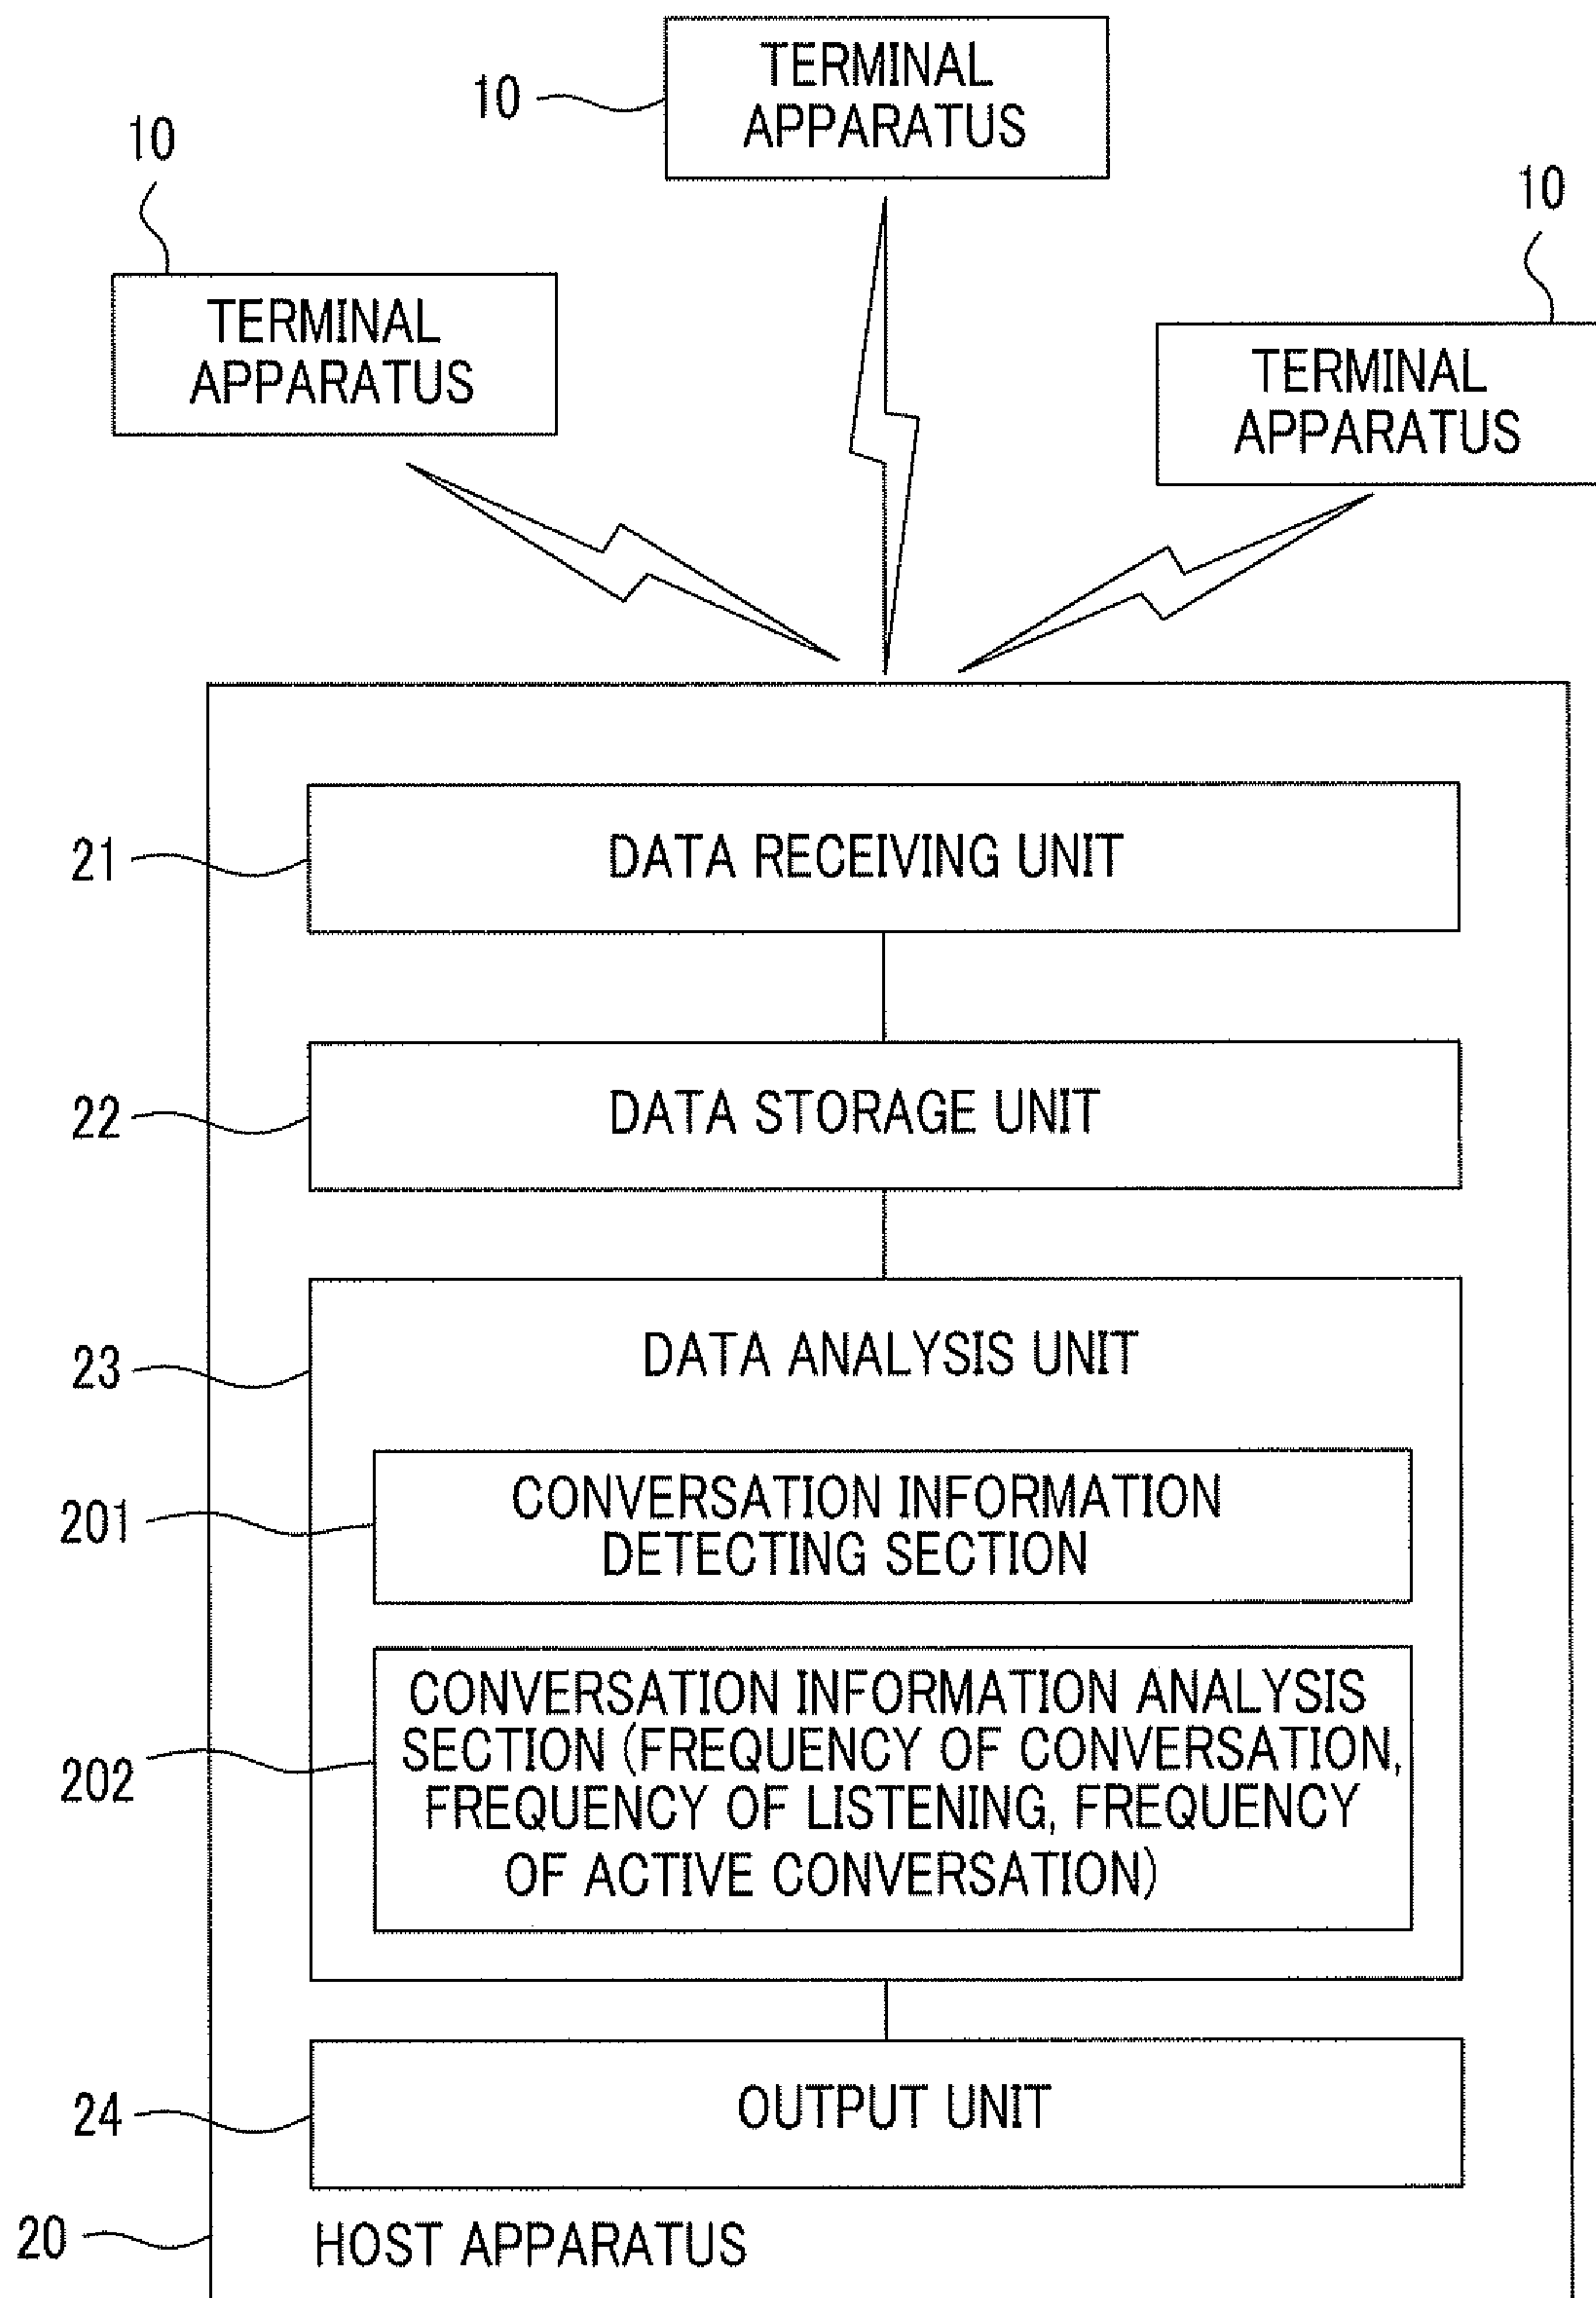 10
TERMINAL
APPARATUS
10
TERMINAL
APPARATUS
10
TERMINAL
APPARATUS
21
DATA RECEIVING UNIT
22
DATA STORAGE UNIT
23
DATA ANALYSIS UNIT
201
CONVERSATION INFORMATION
DETECTING SECTION
202
CONVERSATION INFORMATION ANALYSIS
SECTION (FREQUENCY OF CONVERSATION,
FREQUENCY OF LISTENING, FREQUENCY
OF ACTIVE CONVERSATION)
24
OUTPUT UNIT
20
HOST APPARATUS